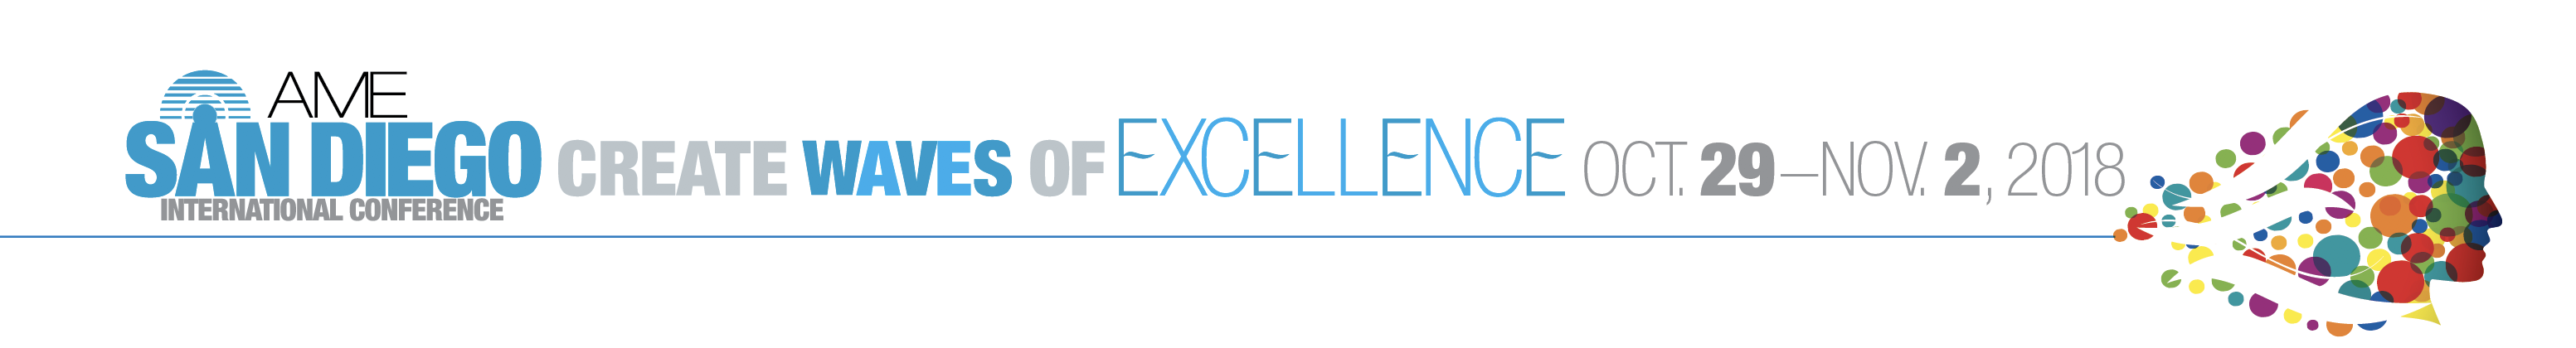 AME
SAN DIEGO
INTERNATIONAL CONFERENCE
CREATE WAVES OF EXCELLENCE OCT. 29–NOV. 2, 2018